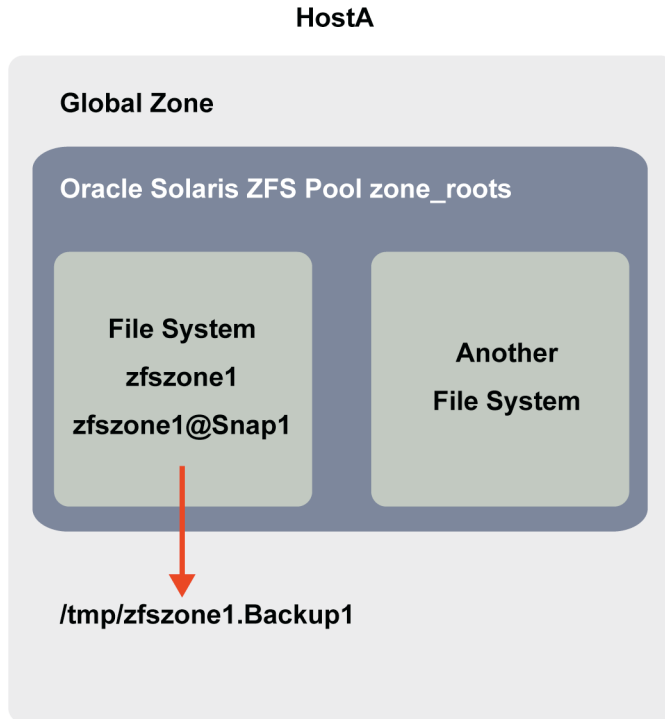 HostA
Global Zone
Oracle Solaris ZFS Pool zone_roots
File System
zfszone1
zfszone1@Snap1
Another
File System
/tmp/zfszone1.Backup1